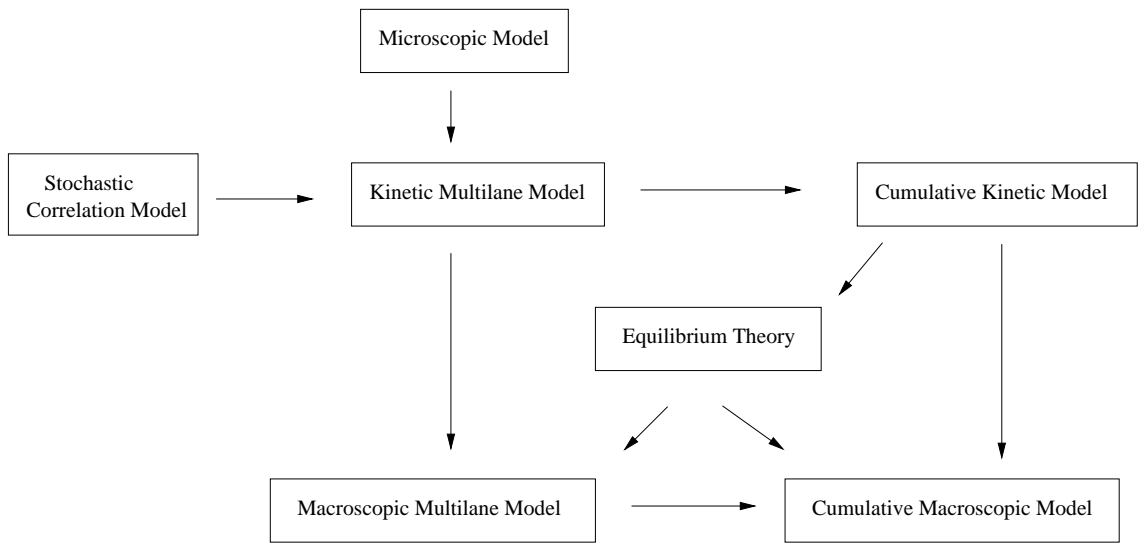 Microscopic Model
Stochastic
Correlation Model
Kinetic Multilane Model
Cumulative Kinetic Model
Equilibrium Theory
Macroscopic Multilane Model
Cumulative Macroscopic Model